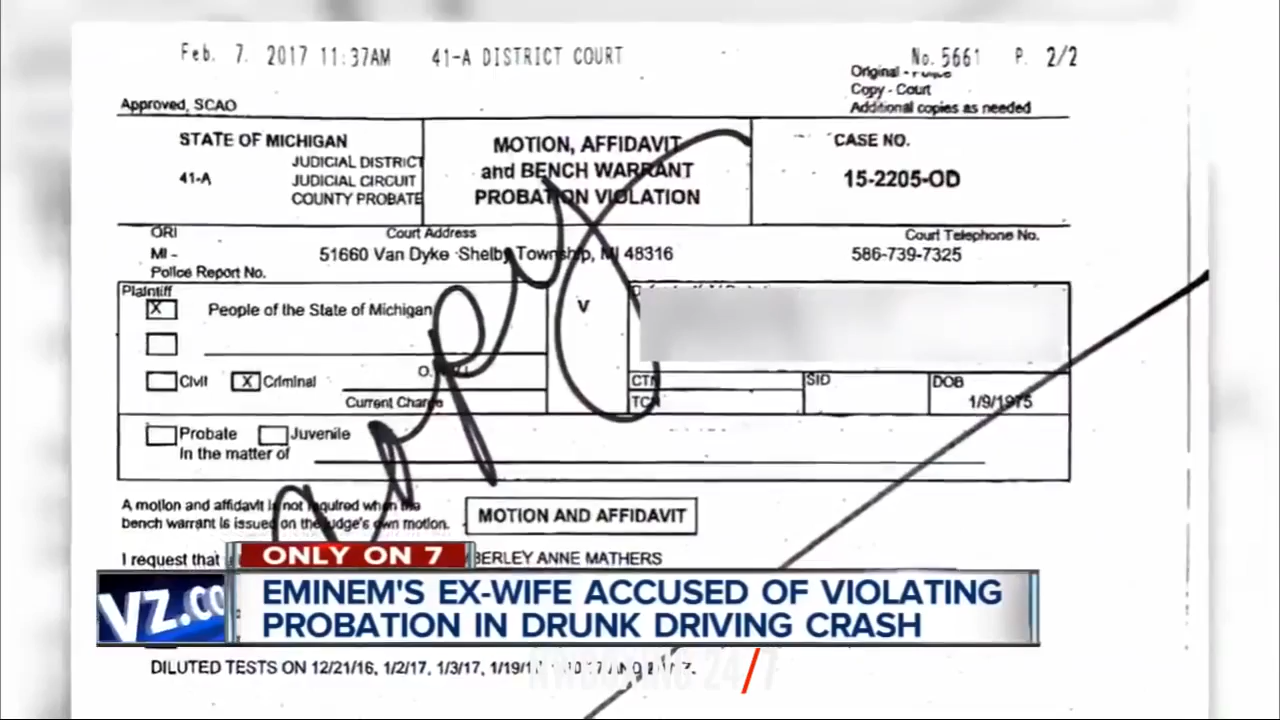 Feb. 7. 2017 11:37AM 41-A DISTRICT COURT No. 5661 P. 2/2
Original - Police
Copy - Court
Additional copies as needed
Approved, SCAO
STATE OF MICHIGAN
JUDICIAL DISTRICT
41-A JUDICIAL CIRCUIT
COUNTY PROBATE
MOTION, AFFIDAVIT
and BENCH WARRANT
PROBATION VIOLATION
CASE NO.
15-2205-OD
ORI Court Address Court Telephone No.
MI - 51660 Van Dyke Shelby Township, MI 48316 586-739-7325
Police Report No.
Plaintiff
X People of the State of Michigan
V
Civil X Criminal
Current Charge
CTN SID DOB
TCN 1/9/1975
Probate Juvenile
In the matter of
A motion and affidavit is not required when the
bench warrant is issued on the judge's own motion.
MOTION AND AFFIDAVIT
I request that BERLEY ANNE MATHERS
ONLY ON 7
VZ.co
EMINEM'S EX-WIFE ACCUSED OF VIOLATING
PROBATION IN DRUNK DRIVING CRASH
DILUTED TESTS ON 12/21/16, 1/2/17, 1/3/17, 1/19/1
24/7